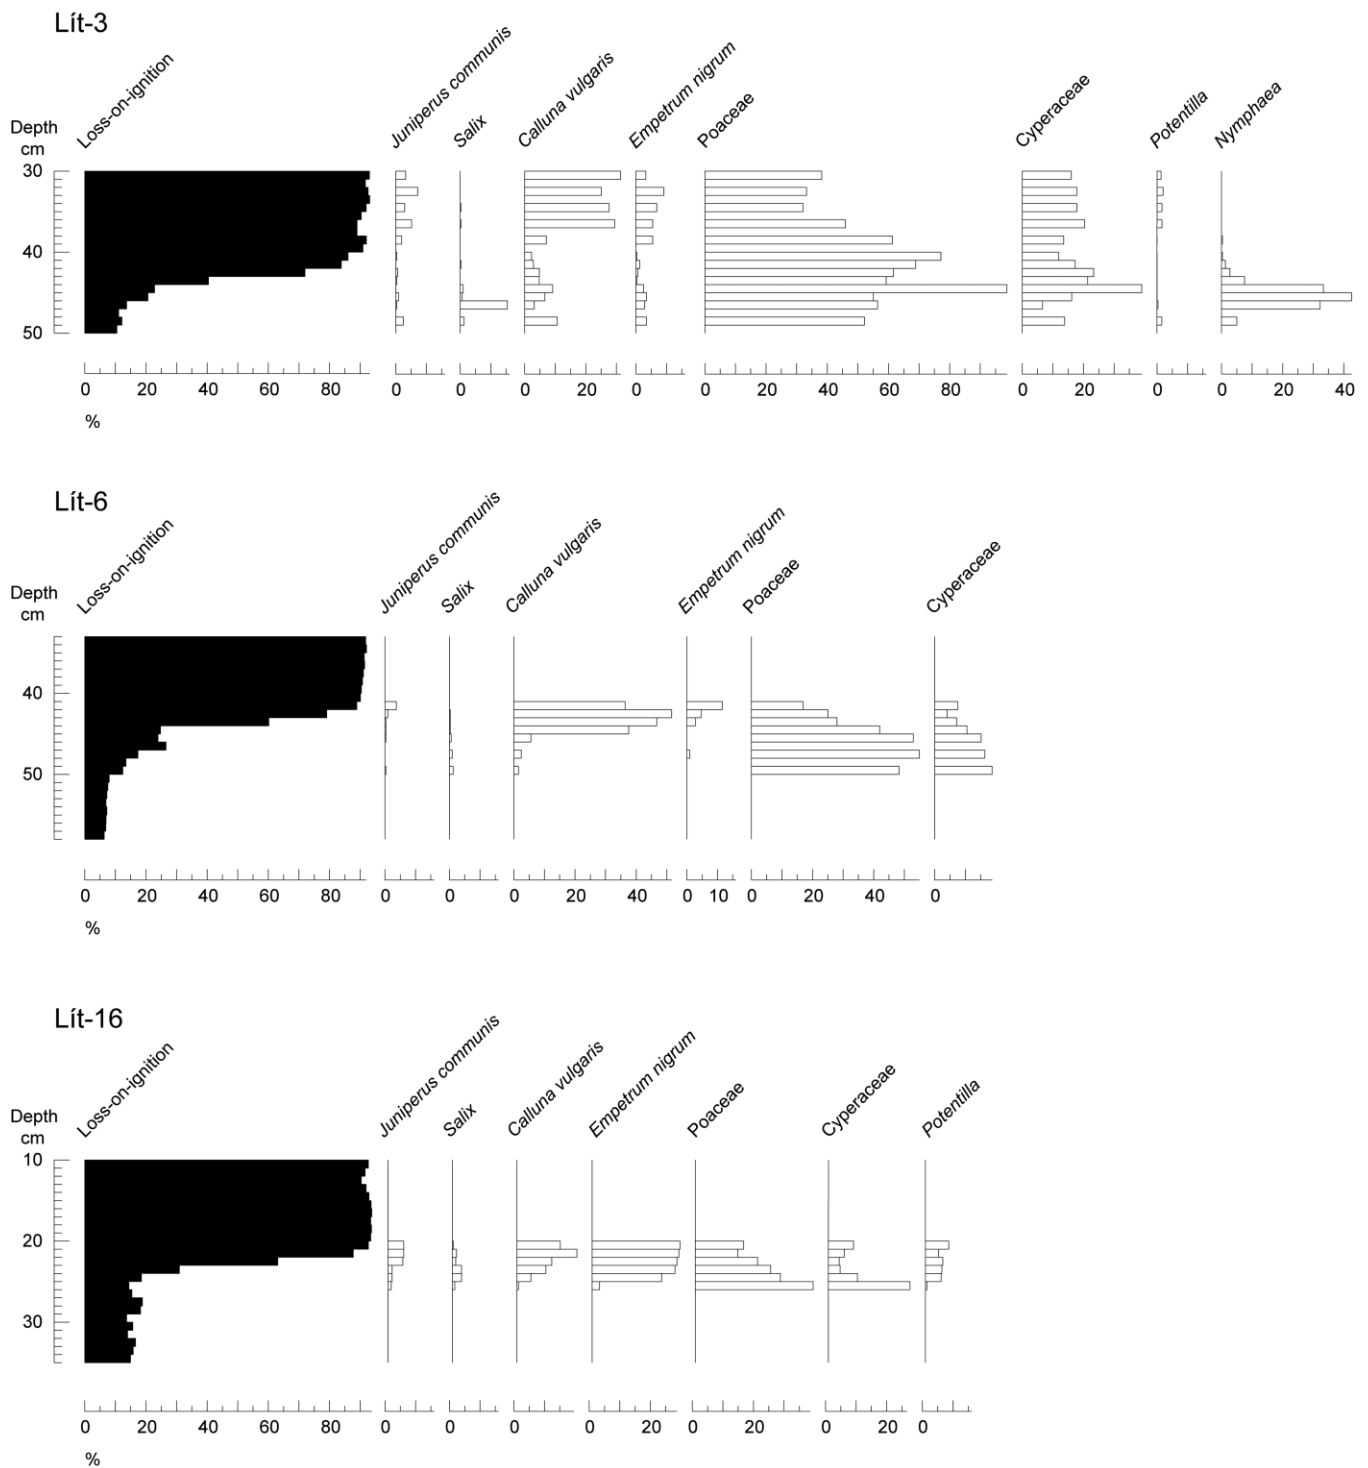 Lít-3
Depth
cm
Loss-on-ignition
Juniperus communis
Salix
Calluna vulgaris
Empetrum nigrum
Poaceae
Cyperaceae
Potentilla
Nymphaea
30
40
50
0 20 40 60 80 0 0 0 20 0 0 20 40 60 80 0 20 0 0 20 40
%
Lít-6
Depth
cm
Loss-on-ignition
Juniperus communis
Salix
Calluna vulgaris
Empetrum nigrum
Poaceae
Cyperaceae
40
50
0 20 40 60 80 0 0 0 20 40 0 10 0 20 40 0
%
Lít-16
Depth
cm
Loss-on-ignition
Juniperus communis
Salix
Calluna vulgaris
Empetrum nigrum
Poaceae
Cyperaceae
Potentilla
10
20
30
0 20 40 60 80 0 0 0 0 20 0 20 0 20 0
%